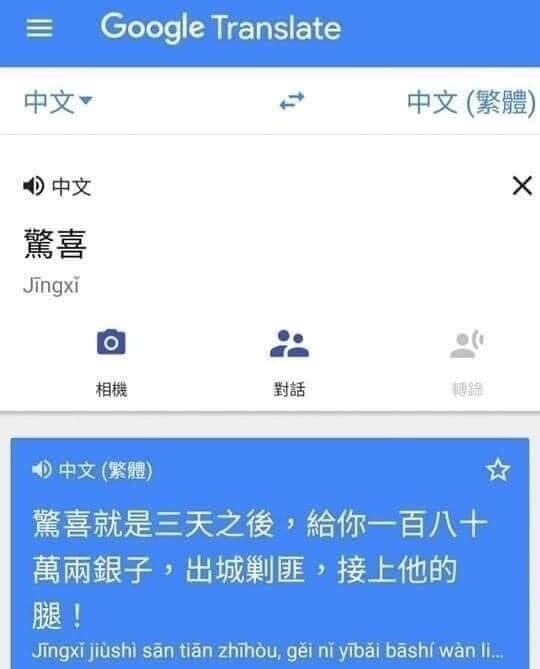 Google Translate
中文 中文 (繁體)
中文
驚喜
Jīngxǐ
相機 對話 轉錄
中文 (繁體)
驚喜就是三天之後，給你一百八十
萬兩銀子，出城剿匪，接上他的
腿！
Jīngxǐ jiùshì sān tiān zhīhòu, gěi nǐ yībǎi bāshí wàn li...